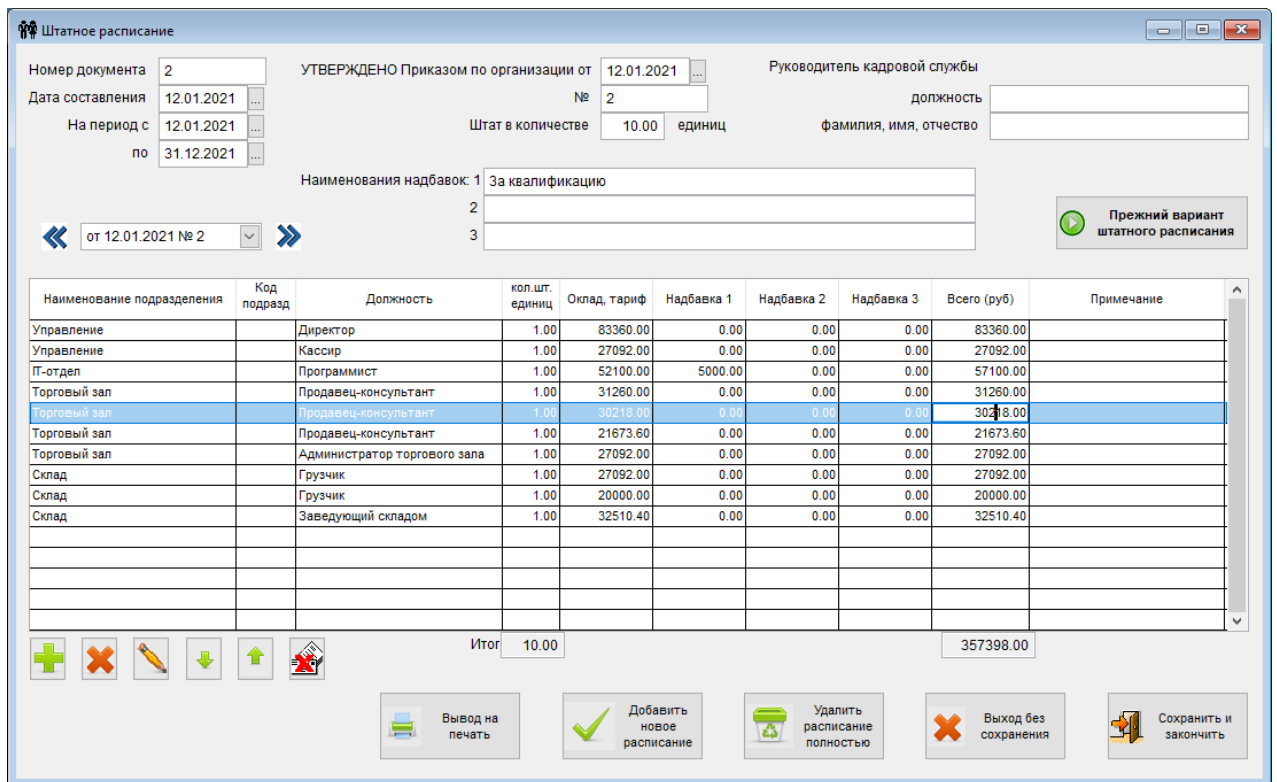 Штатное расписание
Номер документа 2 УТВЕРЖДЕНО Приказом по организации от 12.01.2021 ... Руководитель кадровой службы
Дата составления 12.01.2021 ... № 2 должность
На период с 12.01.2021 ... Штат в количестве 10.00 единиц фамилия, имя, отчество
по 31.12.2021 ...
Наименования надбавок: 1 За квалификацию
2
3
от 12.01.2021 № 2
Прежний вариант
штатного расписания
Наименование подразделения Код подразд Должность кол.шт. единиц Оклад, тариф Надбавка 1 Надбавка 2 Надбавка 3 Всего (руб) Примечание
Управление Директор 1.00 83360.00 0.00 0.00 0.00 83360.00
Управление Кассир 1.00 27092.00 0.00 0.00 0.00 27092.00
IT-отдел Программист 1.00 52100.00 5000.00 0.00 0.00 57100.00
Торговый зал Продавец-консультант 1.00 31260.00 0.00 0.00 0.00 31260.00
Торговый зал Продавец-консультант 1.00 30218.00 0.00 0.00 0.00 30218.00
Торговый зал Продавец-консультант 1.00 21673.60 0.00 0.00 0.00 21673.60
Торговый зал Администратор торгового зала 1.00 27092.00 0.00 0.00 0.00 27092.00
Склад Грузчик 1.00 27092.00 0.00 0.00 0.00 27092.00
Склад Грузчик 1.00 20000.00 0.00 0.00 0.00 20000.00
Склад Заведующий складом 1.00 32510.40 0.00 0.00 0.00 32510.40
Итог 10.00 357398.00
Вывод на
печать
Добавить
новое
расписание
Удалить
расписание
полностью
Выход без
сохранения
Сохранить и
закончить